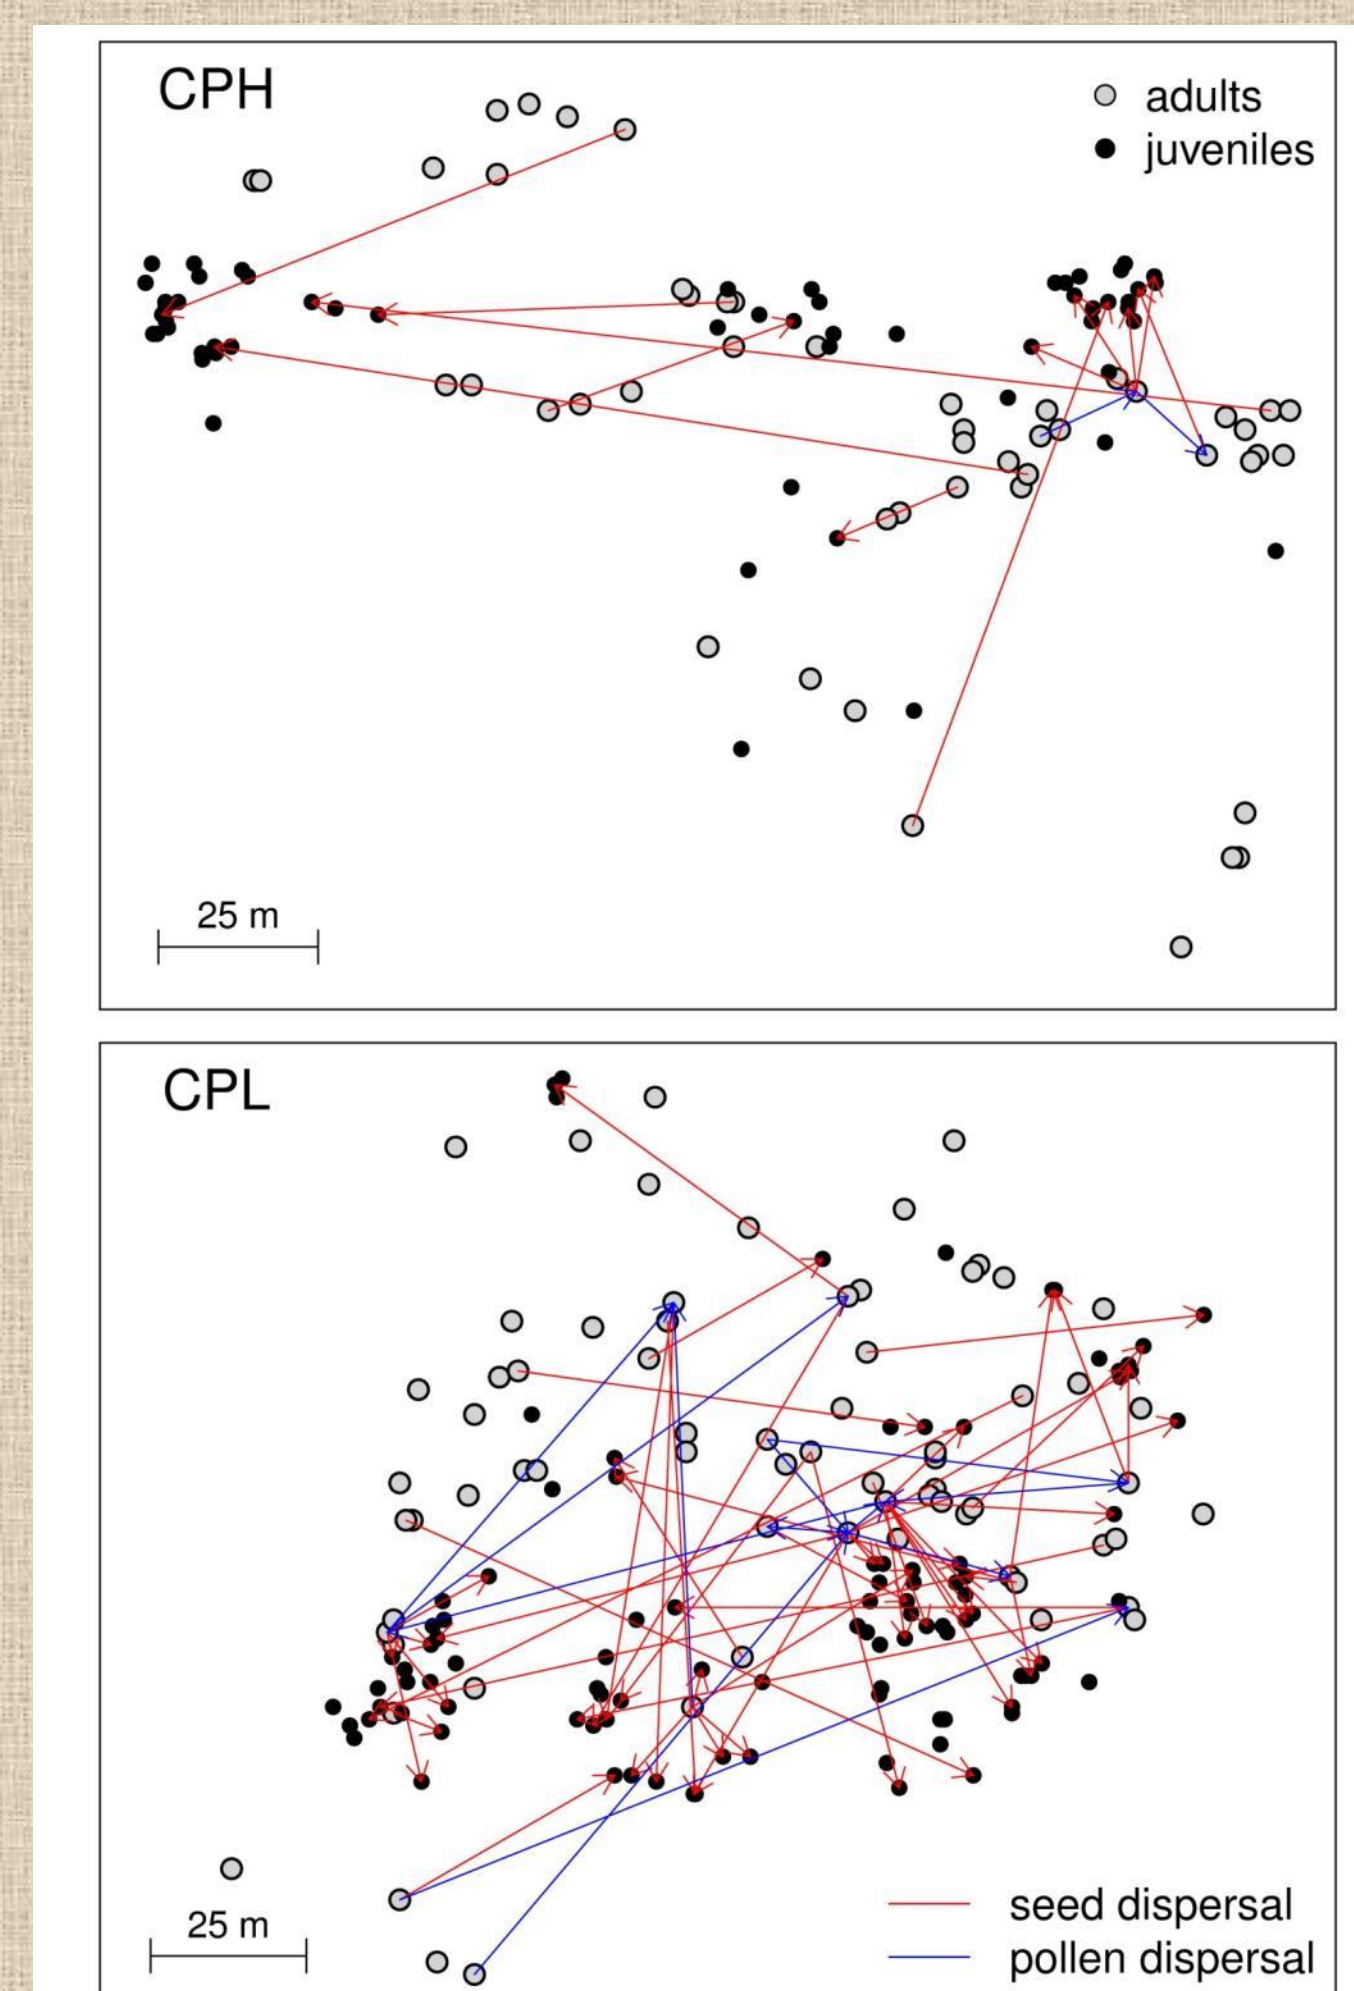 CPH
adults
juveniles
25 m
CPL
25 m
seed dispersal
pollen dispersal